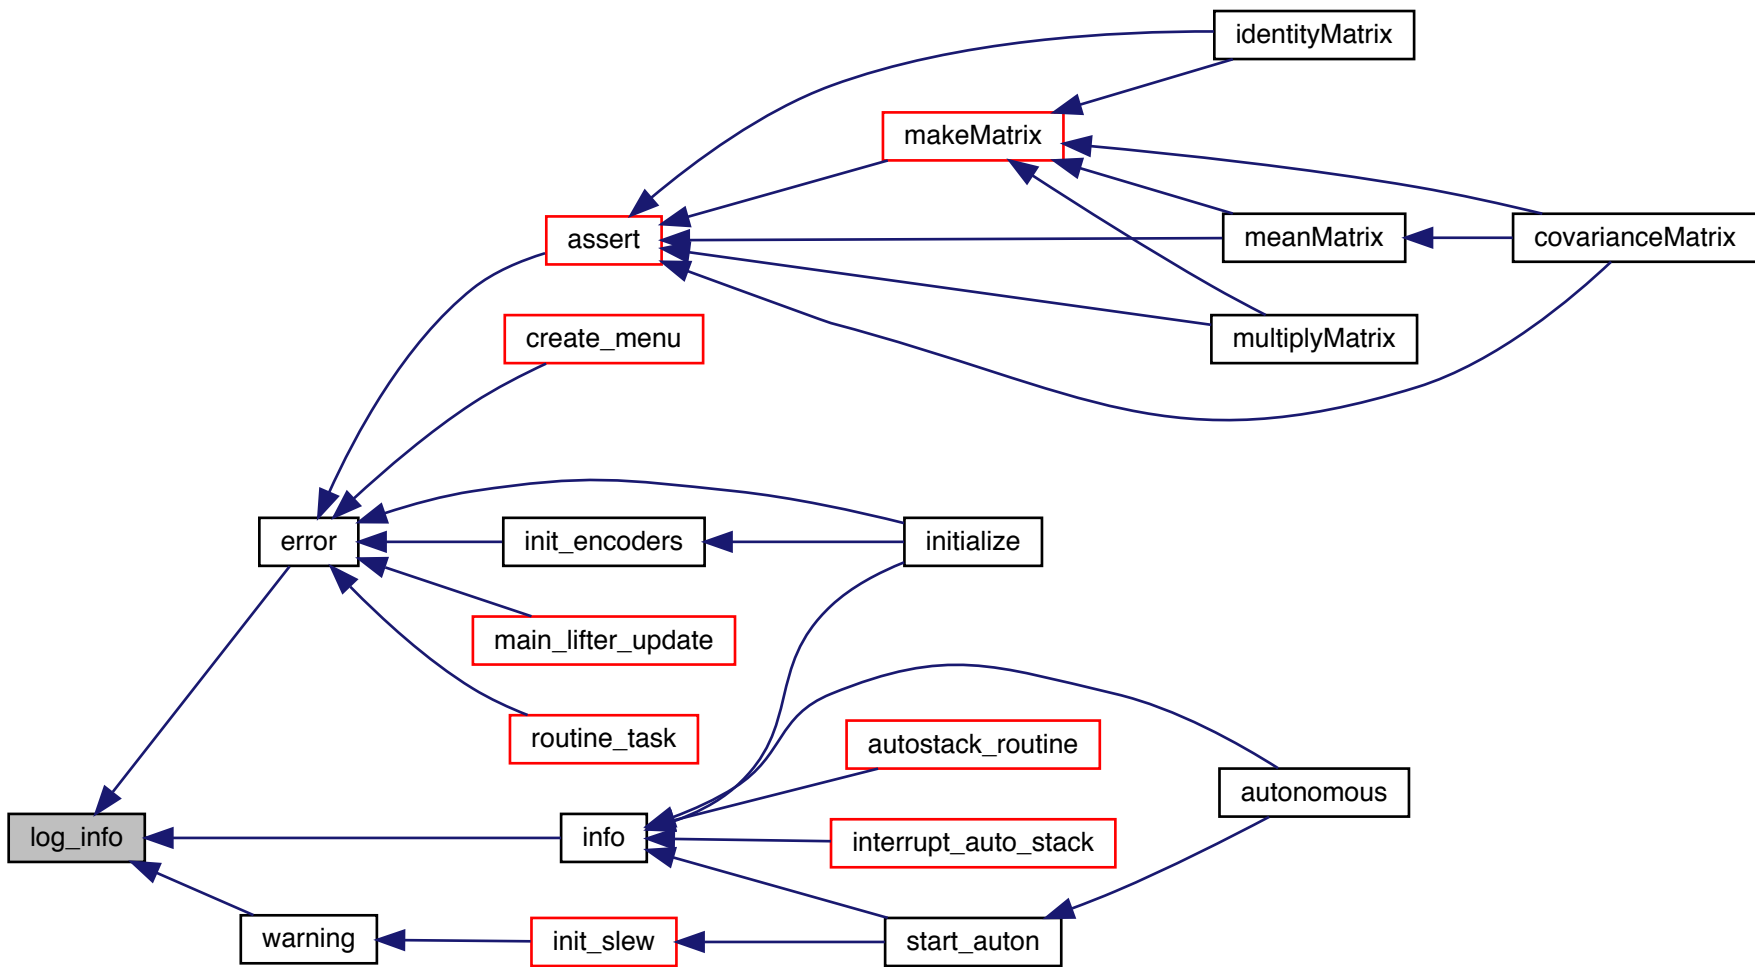 identityMatrix
makeMatrix
assert
meanMatrix
covarianceMatrix
create_menu
multiplyMatrix
error
init_encoders
initialize
main_lifter_update
routine_task
autostack_routine
autonomous
log_info
info
interrupt_auto_stack
warning
init_slew
start_auton